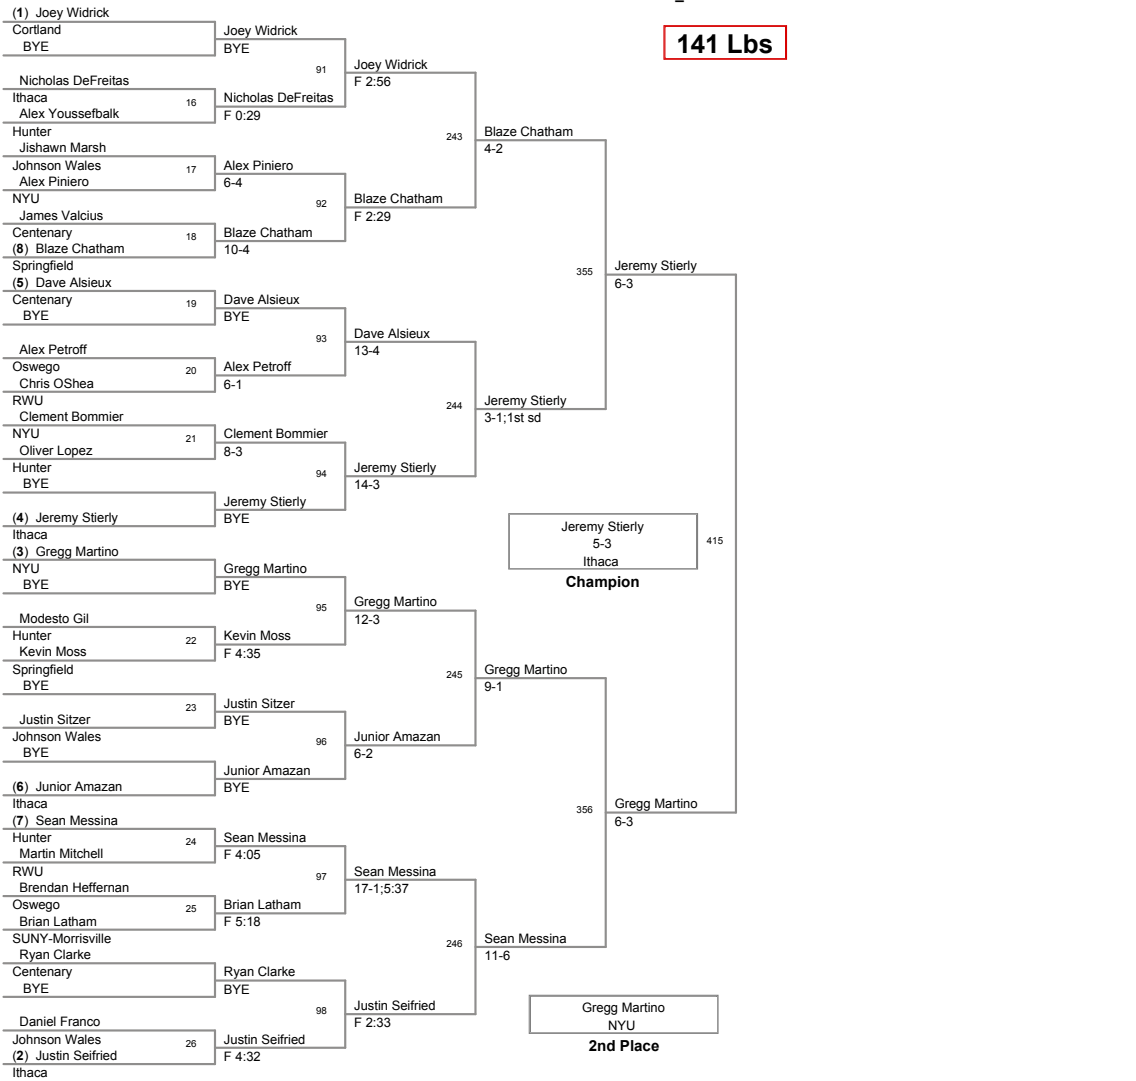 141 Lbs
(1) Joey Widrick
Cortland
BYE
Nicholas DeFreitas
Ithaca
Alex Youssefbalk
Hunter
Jishawn Marsh
Johnson Wales
Alex Piniero
NYU
James Valcius
Centenary
(8) Blaze Chatham
Springfield
(5) Dave Alsieux
Centenary
BYE
Alex Petroff
Oswego
Chris OShea
RWU
Clement Bommier
NYU
Oliver Lopez
Hunter
BYE
(4) Jeremy Stierly
Ithaca
(3) Gregg Martino
NYU
BYE
Modesto Gil
Hunter
Kevin Moss
Springfield
BYE
Justin Sitzer
Johnson Wales
BYE
(6) Junior Amazan
Ithaca
(7) Sean Messina
Hunter
Martin Mitchell
RWU
Brendan Heffernan
Oswego
Brian Latham
SUNY-Morrisville
Ryan Clarke
Centenary
BYE
Daniel Franco
Johnson Wales
(2) Justin Seifried
Ithaca
16
17
18
19
20
21
22
23
24
25
26
Joey Widrick
BYE
Nicholas DeFreitas
F 0:29
Alex Piniero
6-4
Blaze Chatham
10-4
Dave Alsieux
BYE
Alex Petroff
6-1
Clement Bommier
8-3
Jeremy Stierly
BYE
Gregg Martino
BYE
Kevin Moss
F 4:35
Justin Sitzer
BYE
Junior Amazan
BYE
Sean Messina
F 4:05
Brian Latham
F 5:18
Ryan Clarke
BYE
Justin Seifried
F 4:32
91
92
93
94
95
96
97
98
Joey Widrick
F 2:56
Blaze Chatham
F 2:29
Dave Alsieux
13-4
Jeremy Stierly
14-3
Gregg Martino
12-3
Junior Amazan
6-2
Sean Messina
17-1;5:37
Justin Seifried
F 2:33
243
244
245
246
Blaze Chatham
4-2
Jeremy Stierly
3-1;1st sd
Gregg Martino
9-1
Sean Messina
11-6
355
356
Jeremy Stierly
6-3
Gregg Martino
6-3
Jeremy Stierly
5-3
Ithaca
415
Champion
Gregg Martino
NYU
2nd Place